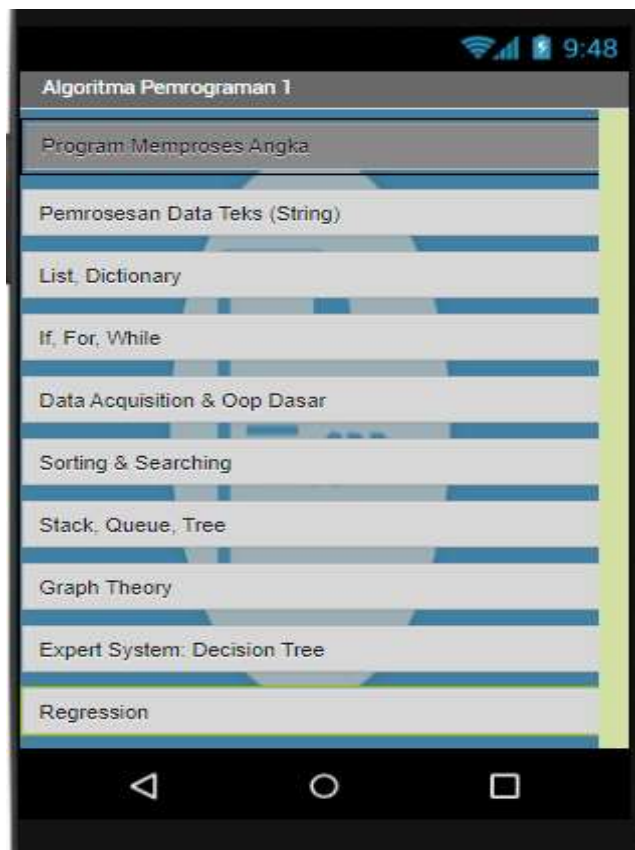 9:48
Algoritma Pemrograman 1
Program Memproses Angka
Pemrosesan Data Teks (String)
List, Dictionary
If, For, While
Data Acquisition & Oop Dasar
Sorting & Searching
Stack, Queue, Tree
Graph Theory
Expert System: Decision Tree
Regression